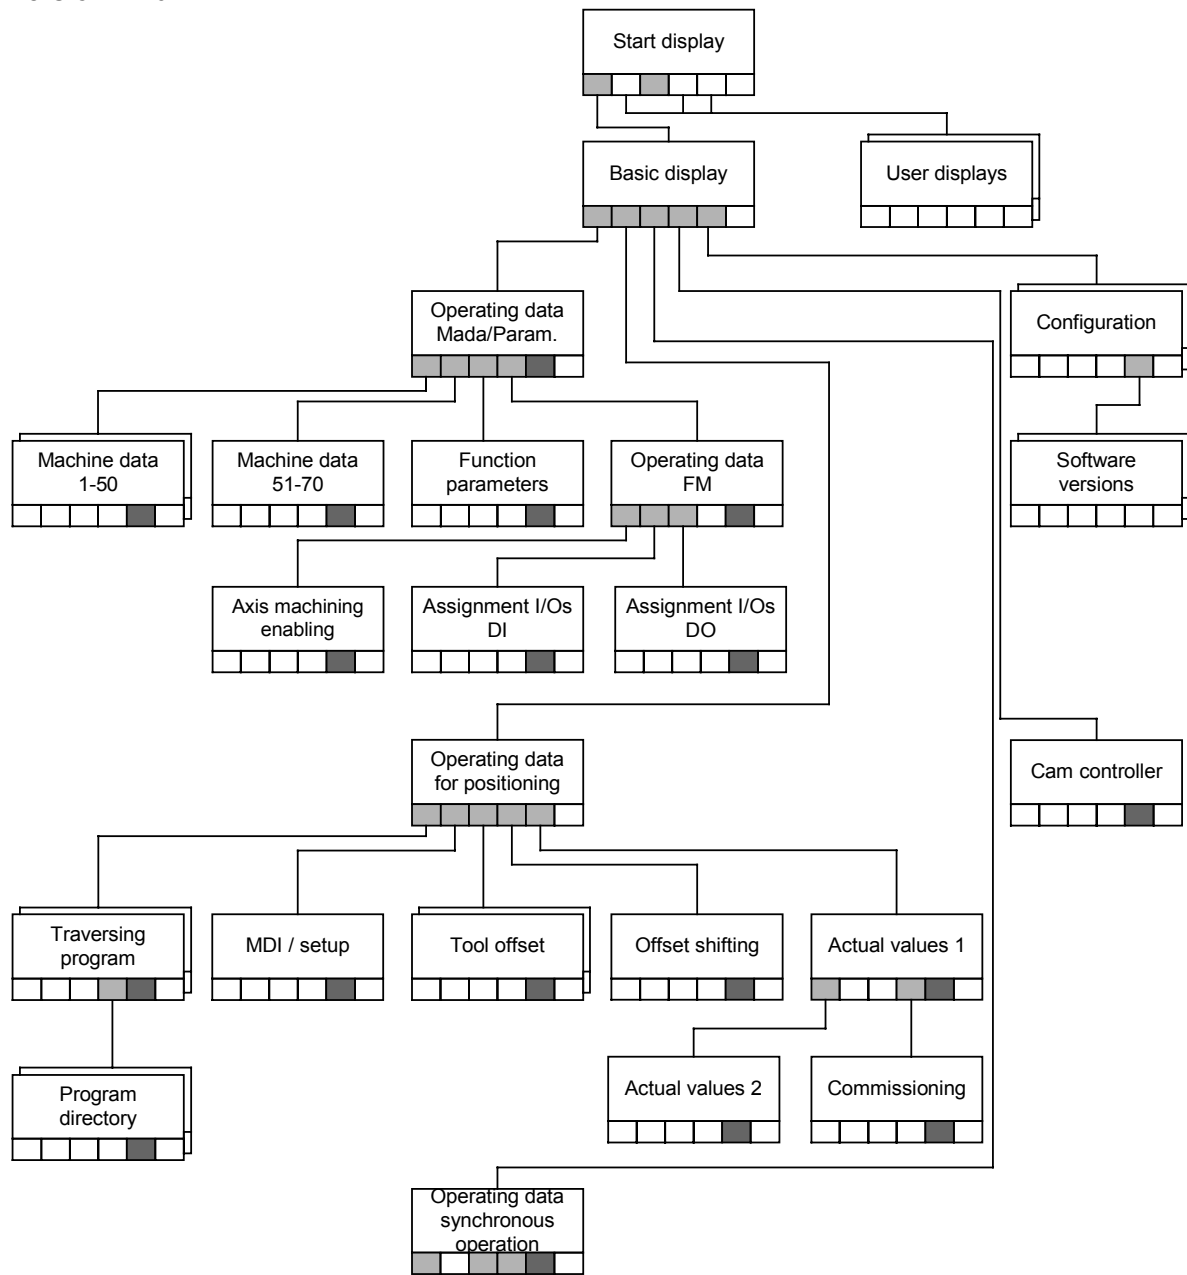 Start display
Basic display
User displays
Operating data
Mada/Param.
Configuration
Machine data
1-50
Machine data
51-70
Function
parameters
Operating data
FM
Software
versions
Axis machining
enabling
Assignment I/Os
DI
Assignment I/Os
DO
Operating data
for positioning
Cam controller
Traversing
program
MDI / setup
Tool offset
Offset shifting
Actual values 1
Program
directory
Actual values 2
Commissioning
Operating data
synchronous
operation